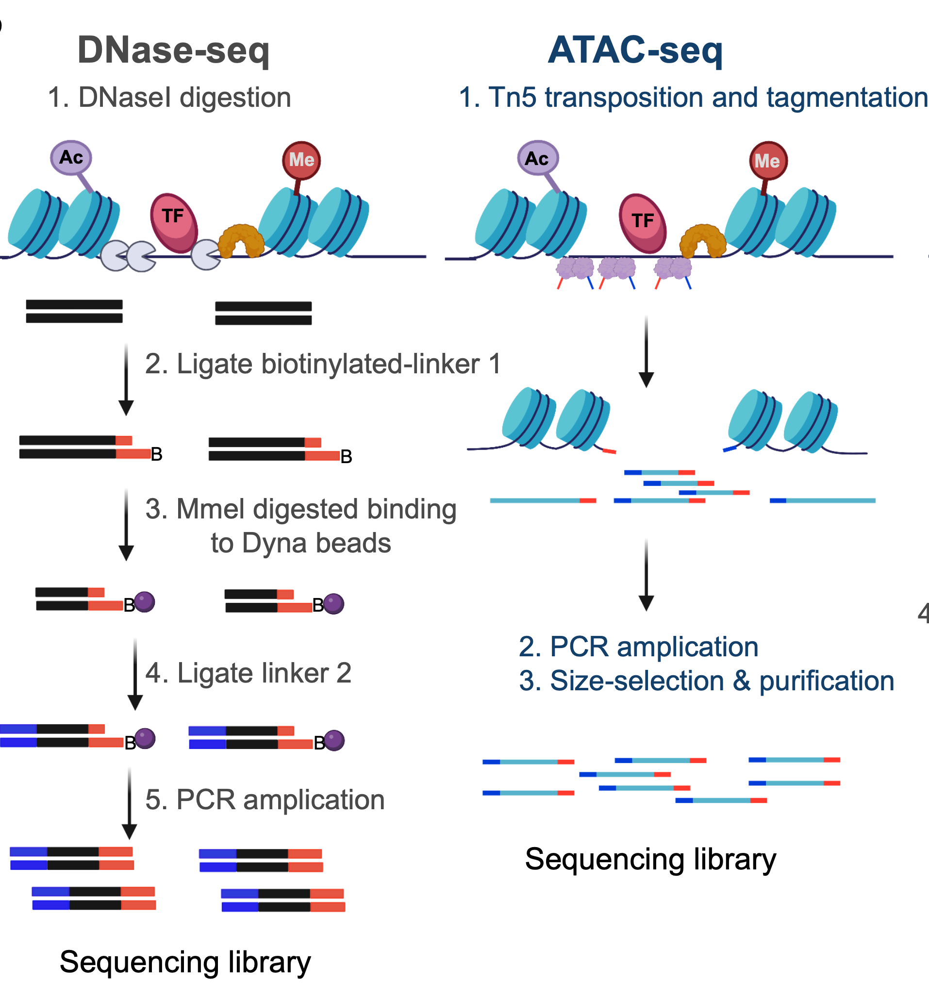 DNase-seq
1. DNaseI digestion
Ac
Me
TF
2. Ligate biotinylated-linker 1
B
B
3. MmeI digested binding
to Dyna beads
B
B
4. Ligate linker 2
B
B
5. PCR amplication
Sequencing library
ATAC-seq
1. Tn5 transposition and tagmentation
Ac
Me
TF
2. PCR amplication
3. Size-selection & purification
Sequencing library
4